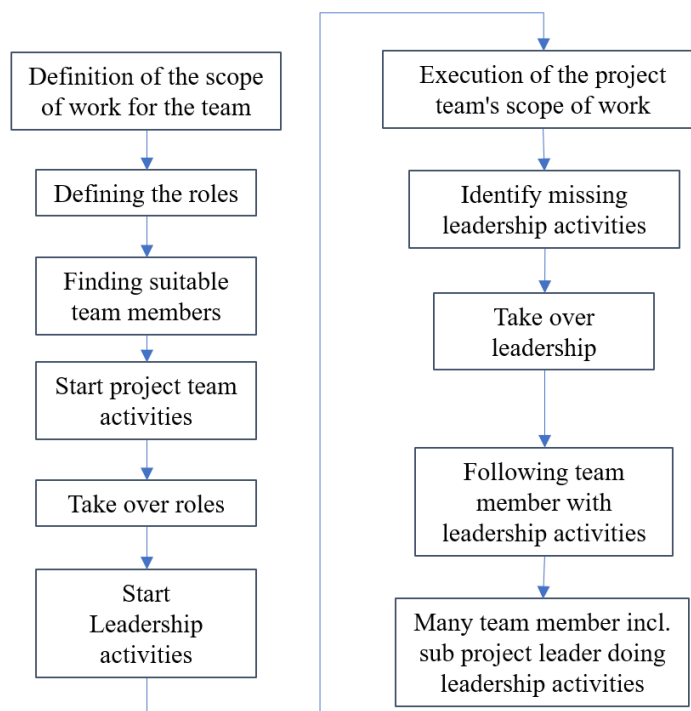 Definition of the scope
of work for the team
Defining the roles
Finding suitable
team members
Start project team
activities
Take over roles
Start
Leadership
activities
Execution of the project
team's scope of work
Identify missing
leadership activities
Take over
leadership
Following team
member with
leadership activities
Many team member incl.
sub project leader doing
leadership activities